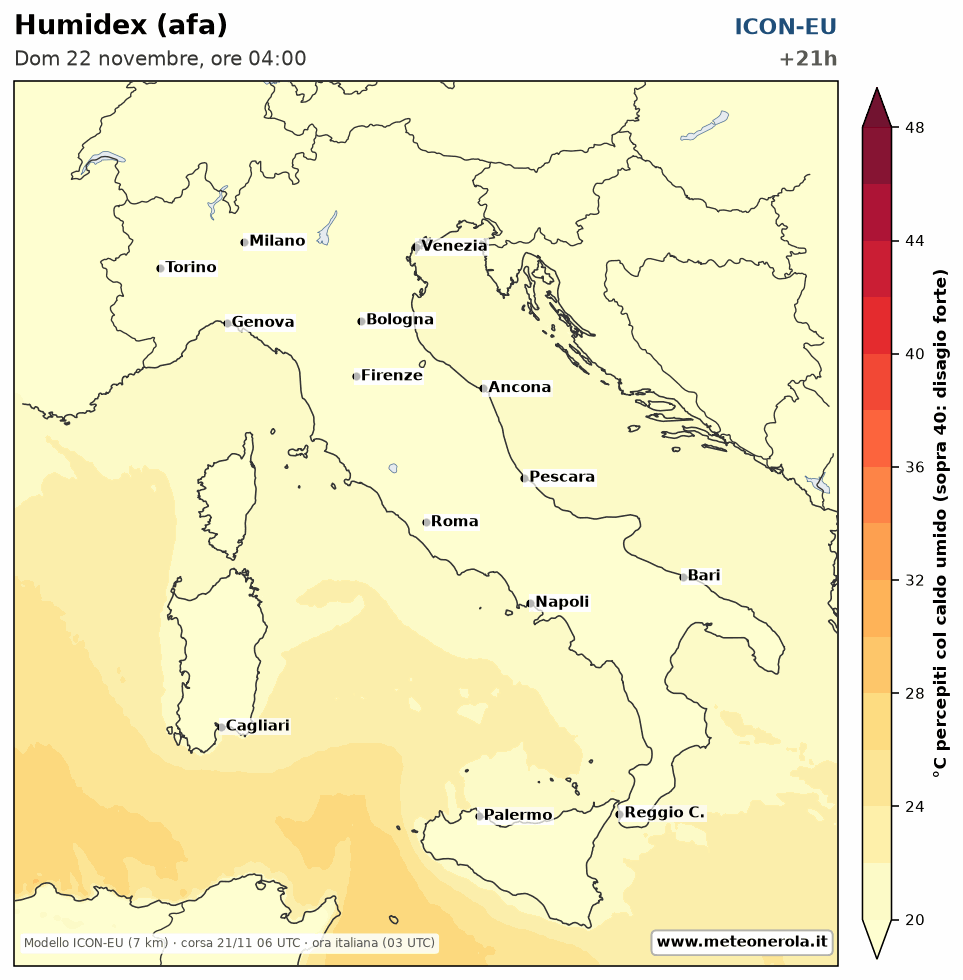 Humidex (afa)
ICON-EU
Dom 22 novembre, ore 04:00
+21h
48
44
40
36
32
28
24
20
°C percepiti col caldo umido (sopra 40: disagio forte)
Milano
Venezia
Torino
Genova
Bologna
Firenze
Ancona
Pescara
Roma
Bari
Napoli
Cagliari
Palermo
Reggio C.
Modello ICON-EU (7 km) · corsa 21/11 06 UTC · ora italiana (03 UTC)
www.meteonerola.it